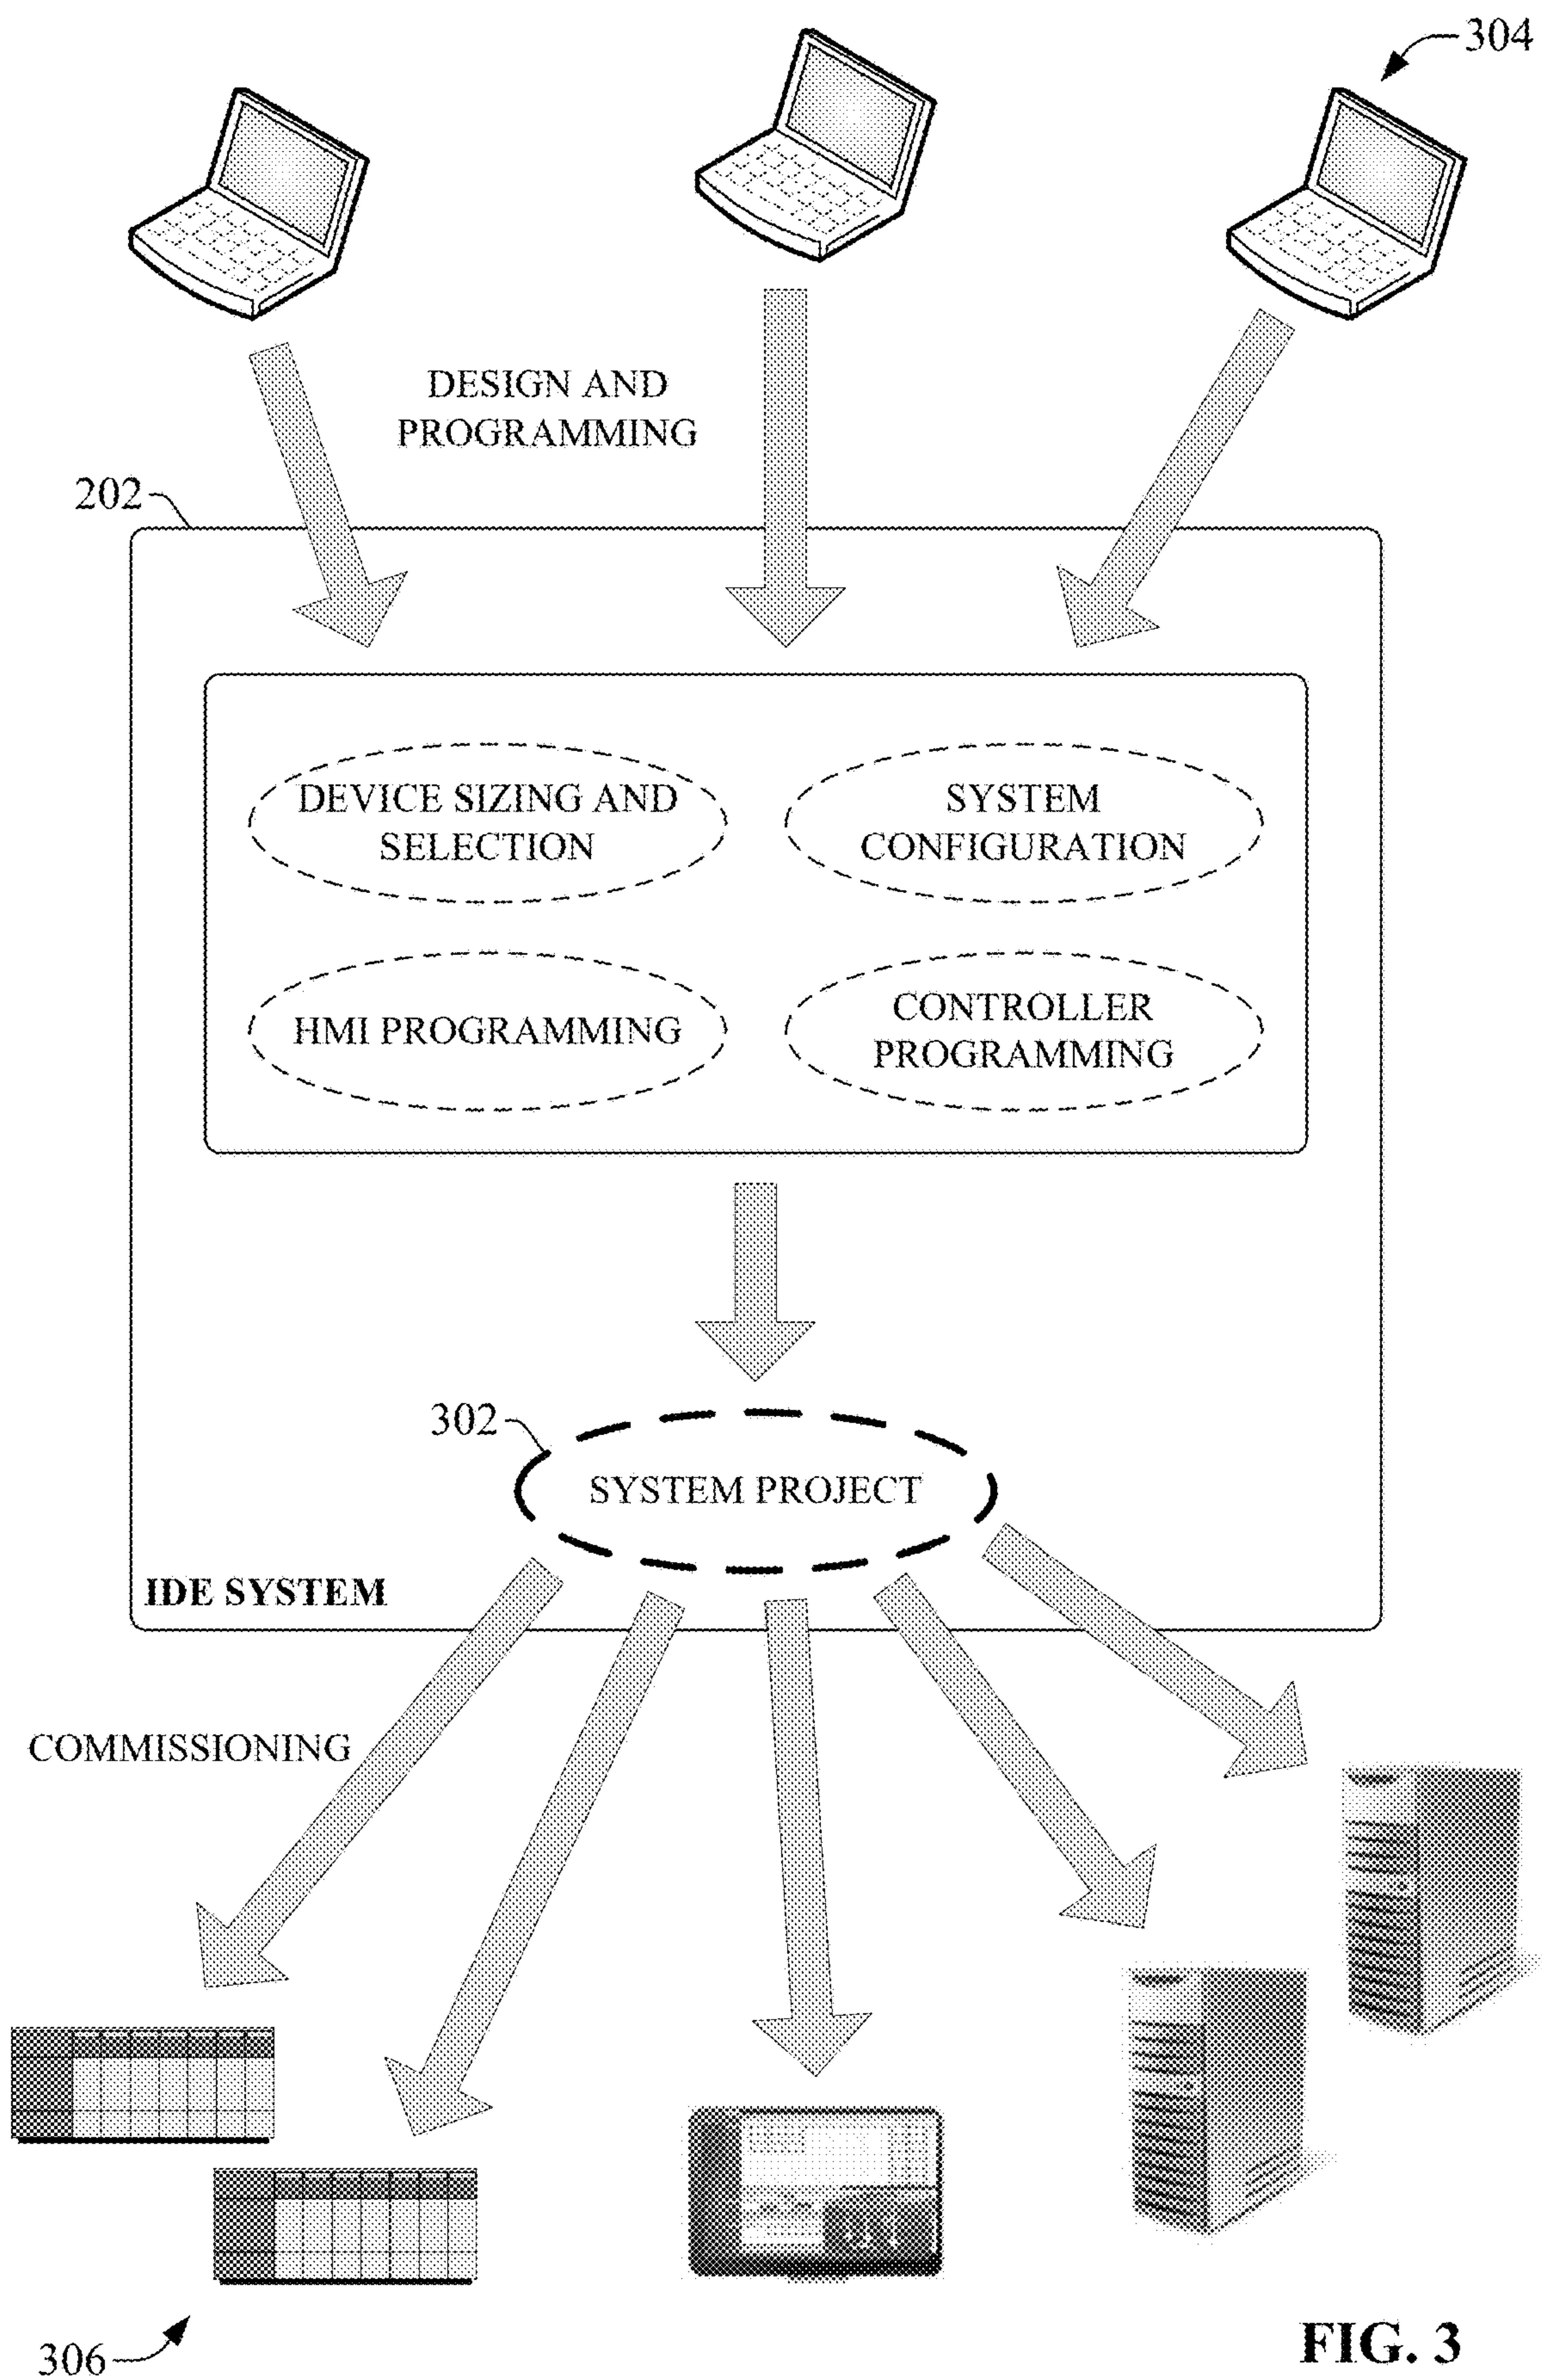 304
DESIGN AND
PROGRAMMING
202
DEVICE SIZING AND
SELECTION
SYSTEM
CONFIGURATION
HMI PROGRAMMING
CONTROLLER
PROGRAMMING
302
SYSTEM PROJECT
IDE SYSTEM
COMMISSIONING
306
FIG. 3